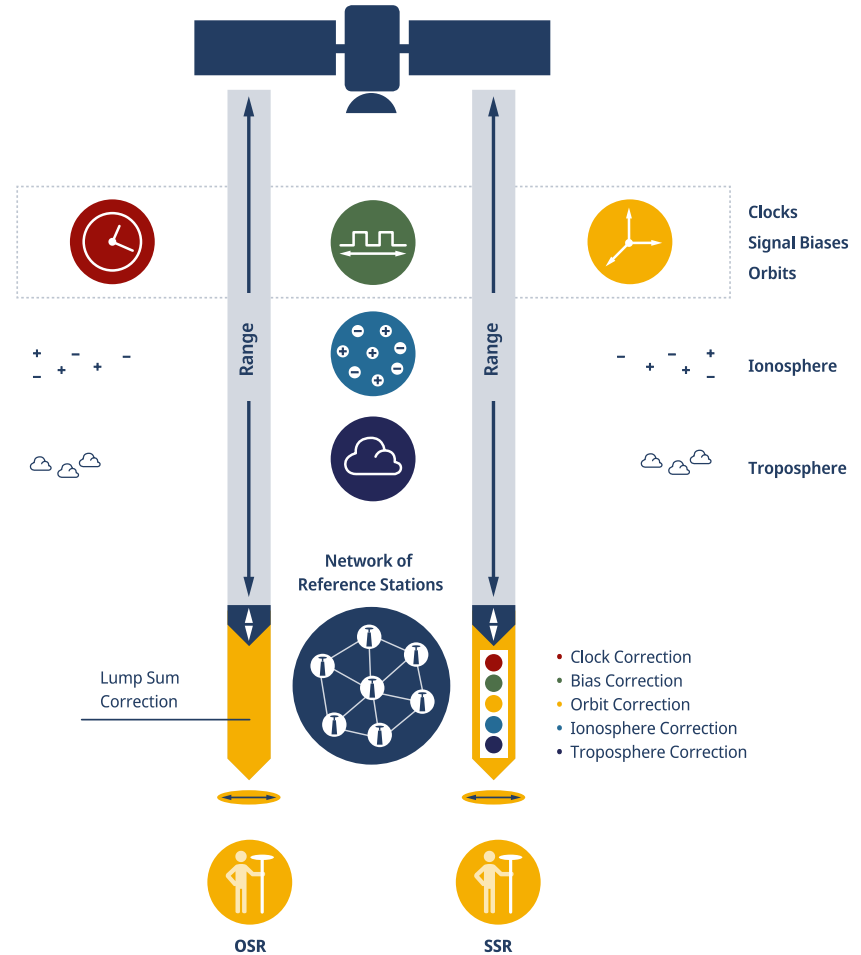 Clocks
Signal Biases
Orbits
Range
Range
Ionosphere
Troposphere
Network of
Reference Stations
Lump Sum
Correction
• Clock Correction
• Bias Correction
• Orbit Correction
• Ionosphere Correction
• Troposphere Correction
OSR
SSR